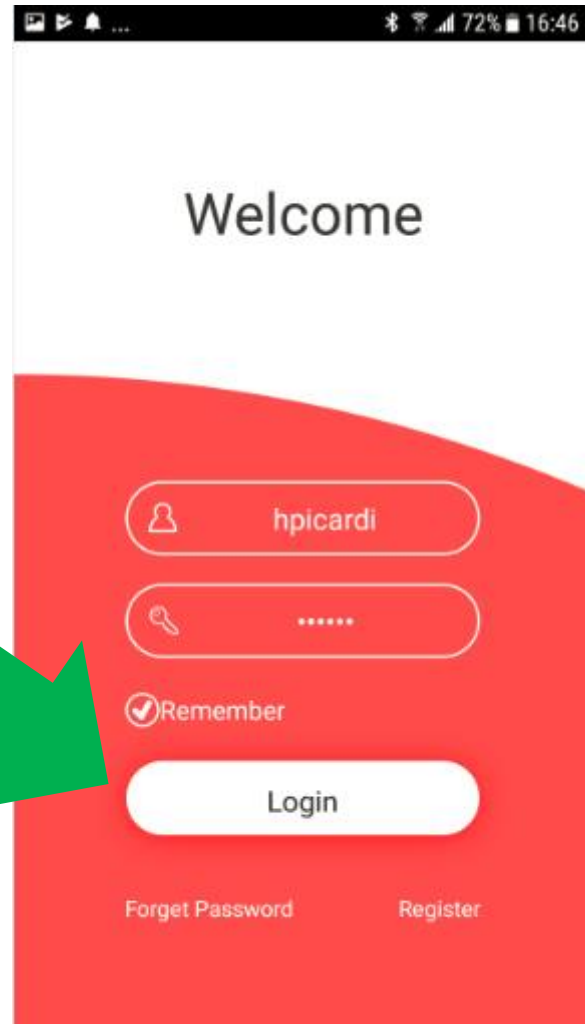 ... 72% 16:46
Welcome
hpicardi
••••••
Remember
Login
Forget Password Register